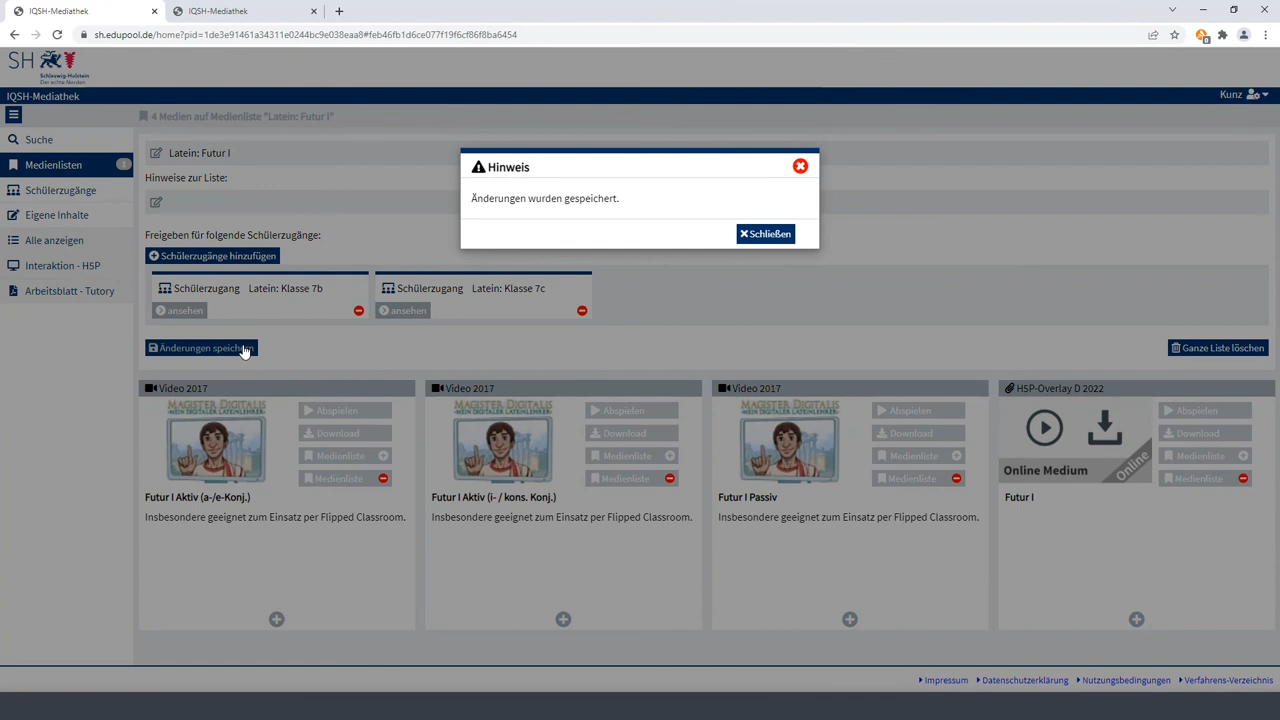 IQSH-Mediathek
IQSH-Mediathek
sh.edupool.de/home?pid=1de3e91461a34311e0244bc9e038eaa8#feb46fb1d6ce077f19f6cf86f8ba6454
SH
Schleswig-Holstein
Der echte Norden
IQSH-Mediathek
Kunz
4 Medien auf Medienliste "Latein: Futur I"
Suche
Medienlisten
Schülerzugänge
Eigene Inhalte
Alle anzeigen
Interaktion - H5P
Arbeitsblatt - Tutory
Latein: Futur I
Hinweise zur Liste:
Hinweis
Änderungen wurden gespeichert.
Schließen
Freigeben für folgende Schülerzugänge:
Schülerzugänge hinzufügen
Schülerzugang Latein: Klasse 7b
ansehen
Schülerzugang Latein: Klasse 7c
ansehen
Änderungen speichern
Ganze Liste löschen
Video 2017
MAGISTER DIGITALIS
MEIN DIGITALER LATEINLEHRER
Abspielen
Download
Medienliste
Medienliste
Futur I Aktiv (a-/e-Konj.)
Insbesondere geeignet zum Einsatz per Flipped Classroom.
Video 2017
MAGISTER DIGITALIS
MEIN DIGITALER LATEINLEHRER
Abspielen
Download
Medienliste
Medienliste
Futur I Aktiv (i- / kons. Konj.)
Insbesondere geeignet zum Einsatz per Flipped Classroom.
Video 2017
MAGISTER DIGITALIS
MEIN DIGITALER LATEINLEHRER
Abspielen
Download
Medienliste
Medienliste
Futur I Passiv
Insbesondere geeignet zum Einsatz per Flipped Classroom.
H5P-Overlay D 2022
Online Medium
Online
Abspielen
Download
Medienliste
Medienliste
Futur I
Impressum
Datenschutzerklärung
Nutzungsbedingungen
Verfahrens-Verzeichnis